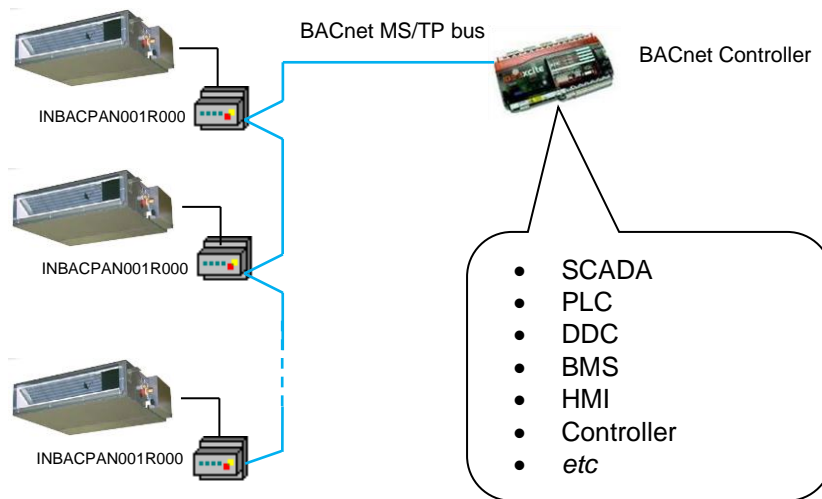 BACnet MS/TP bus
BACnet Controller
INBACPAN001R000
INBACPAN001R000
INBACPAN001R000
• SCADA
• PLC
• DDC
• BMS
• HMI
• Controller
• etc